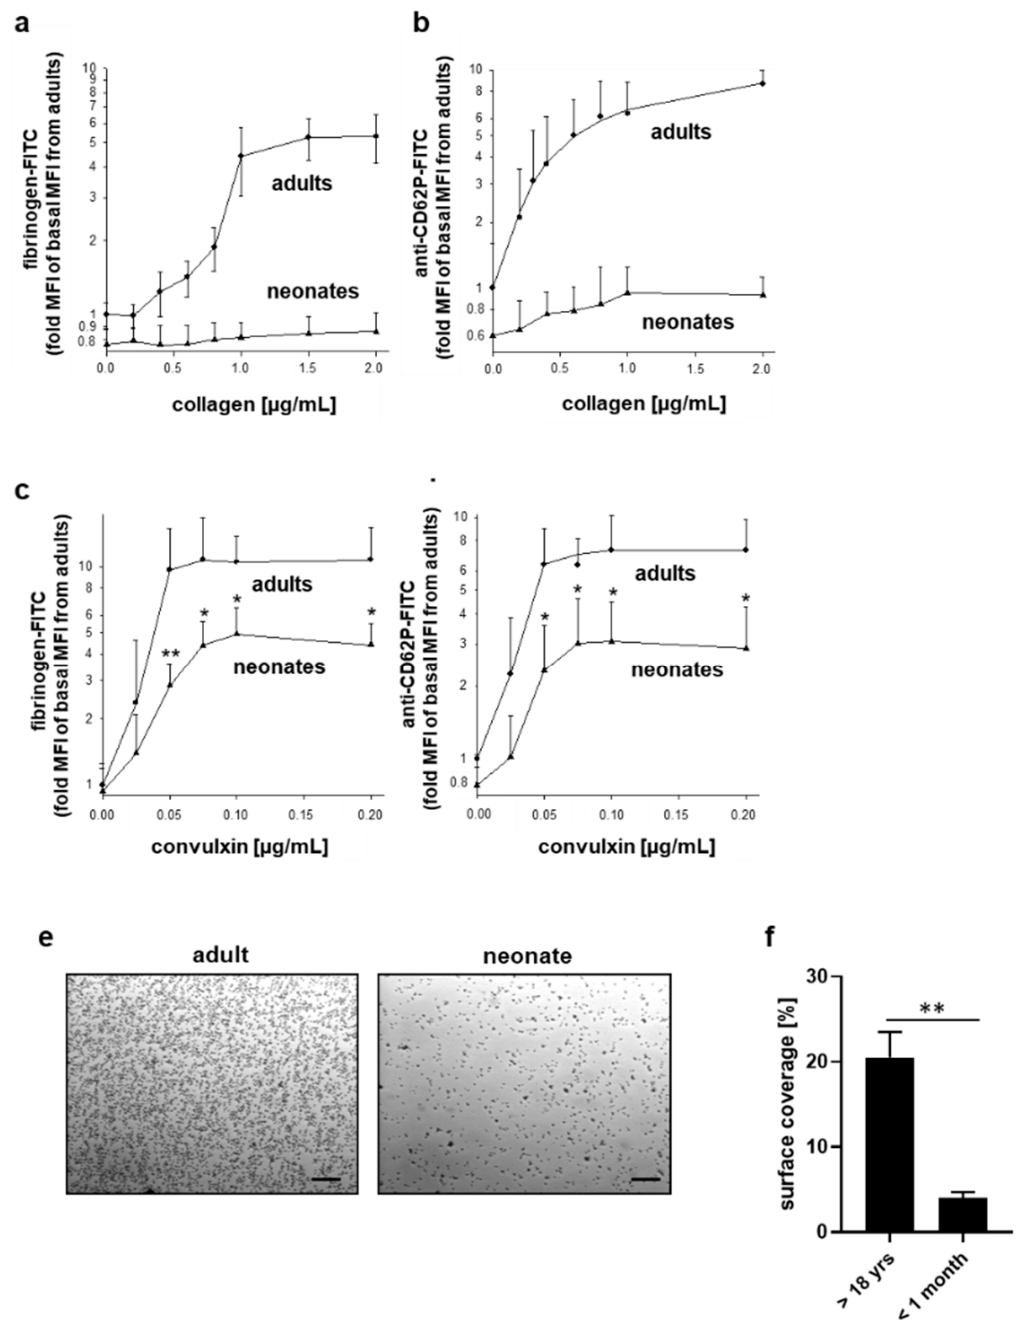 a
fibrinogen-FITC
(fold MFI of basal MFI from adults)
10
9
8
7
6
5
4
3
2
1
0.9
0.8
adults
neonates
0.0 0.5 1.0 1.5 2.0
collagen [µg/mL]
b
anti-CD62P-FITC
(fold MFI of basal MFI from adults)
10
8
6
5
4
3
2
1
0.8
0.6
adults
neonates
0.0 0.5 1.0 1.5 2.0
collagen [µg/mL]
c
fibrinogen-FITC
(fold MFI of basal MFI from adults)
10
8
6
5
4
3
2
1
adults
** * * *
neonates
0.00 0.05 0.10 0.15 0.20
convulxin [µg/mL]
anti-CD62P-FITC
(fold MFI of basal MFI from adults)
10
8
6
5
4
3
2
1
0.8
adults
* * * *
neonates
0.00 0.05 0.10 0.15 0.20
convulxin [µg/mL]
e
adult
neonate
f
surface coverage [%]
30
20
10
0
**
> 18 yrs
< 1 month